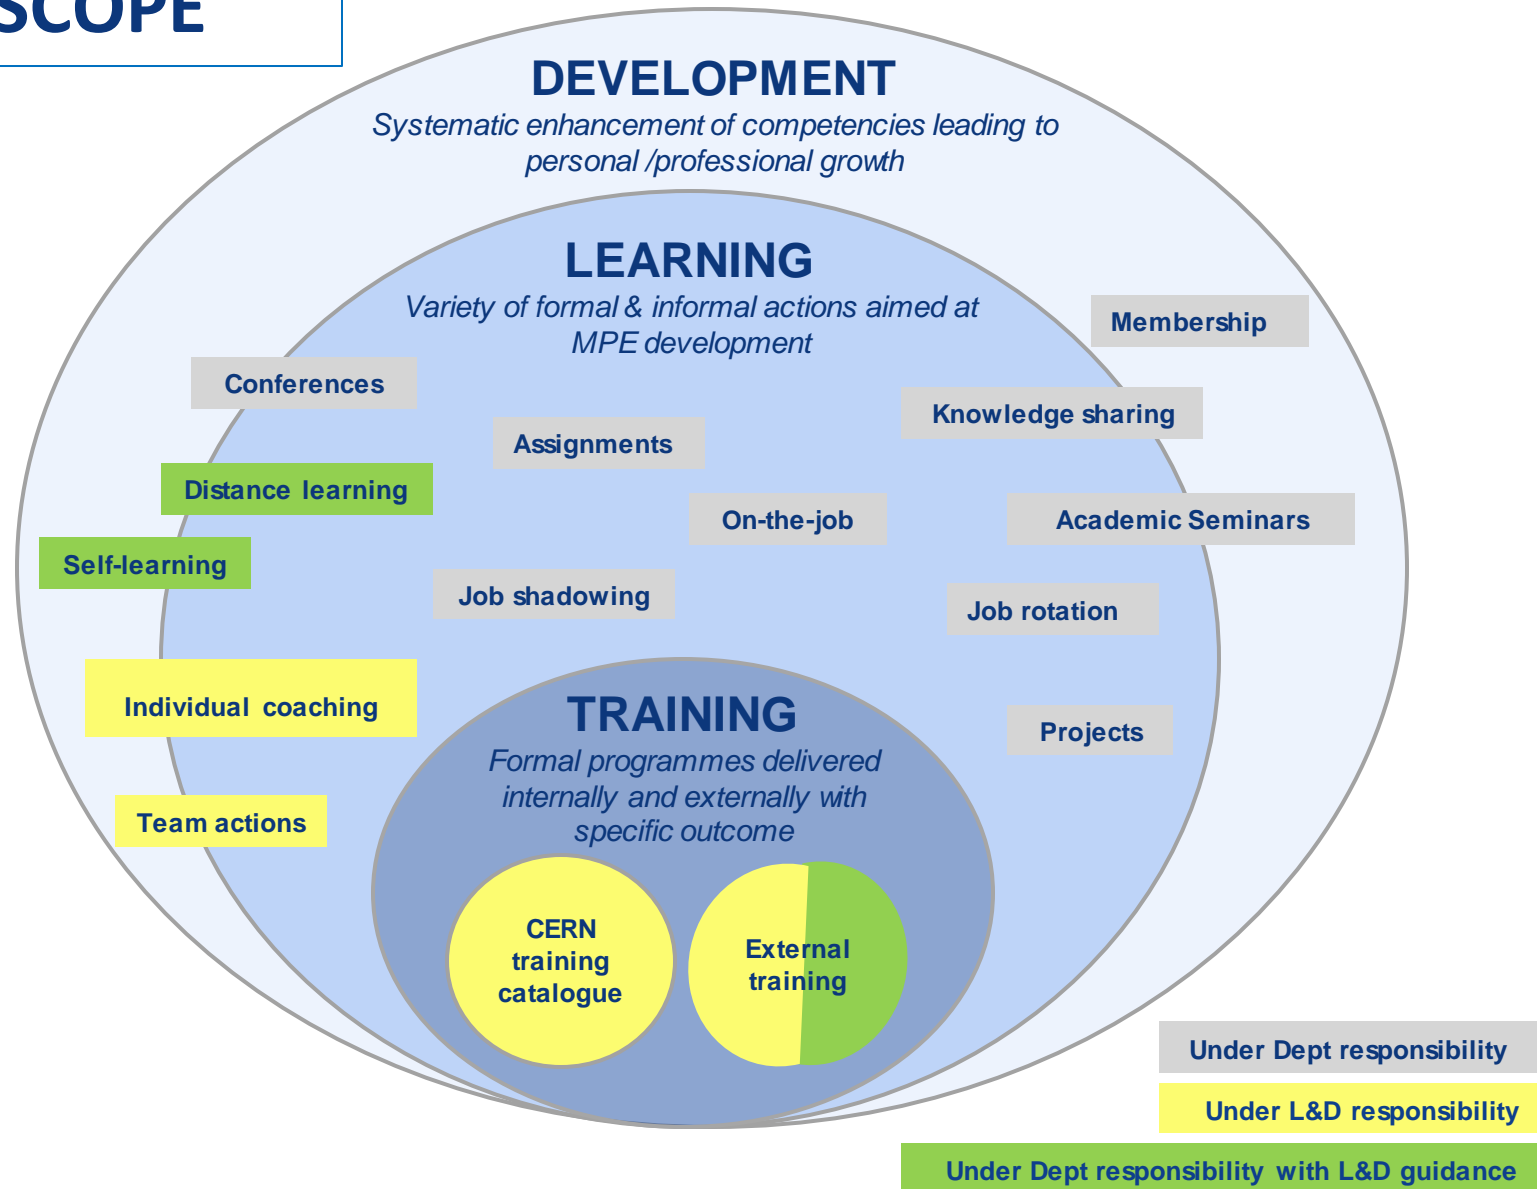 SCOPE
DEVELOPMENT
Systematic enhancement of competencies leading to
personal /professional growth
LEARNING
Variety of formal & informal actions aimed at
MPE development
Membership
Conferences
Knowledge sharing
Assignments
Distance learning
On-the-job
Academic Seminars
Self-learning
Job shadowing
Job rotation
Individual coaching
TRAINING
Formal programmes delivered
internally and externally with
specific outcome
Projects
Team actions
CERN
training
catalogue
External
training
Under Dept responsibility
Under L&D responsibility
Under Dept responsibility with L&D guidance